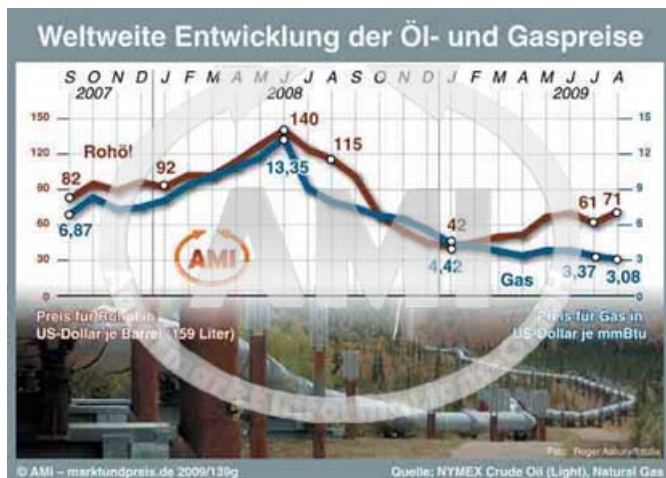 Weltweite Entwicklung der Öl- und Gaspreise
S O N D J F M A M J J A S O N D J F M A M J J A
2007 2008 2009
150 15
140
Rohöl
120 115 12
92
13,35
90 82 9
61 71
60 6,87 6
42
AMI
30 4,42 3,37 3
Gas 3,08
0 0
Preis für Rohöl in
US-Dollar je Barrel (159 Liter)
Preis für Gas in
US-Dollar je mmBtu
AMI
© AMI – marktundpreis.de 2009/139g
Quelle: NYMEX Crude Oil (Light), Natural Gas